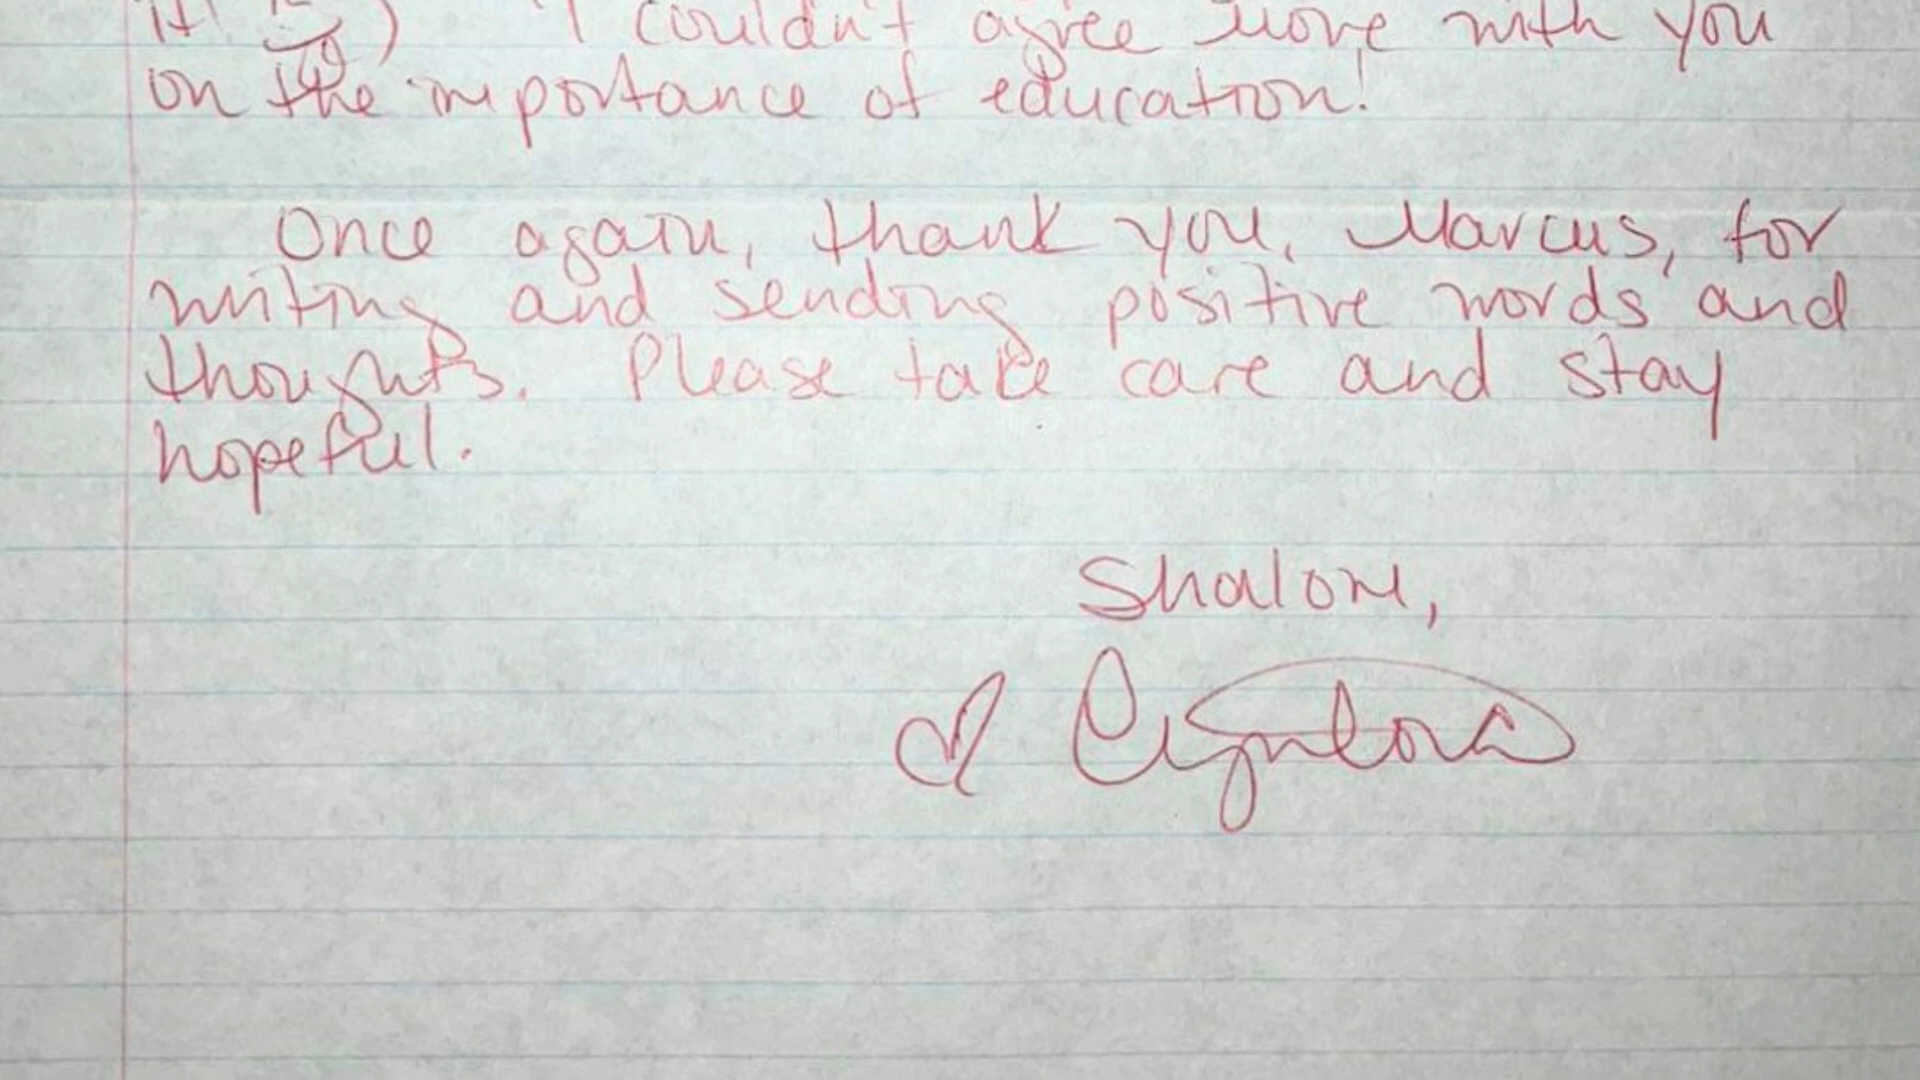 it! ) I couldn't agree more with you
on the importance of education!
Once again, thank you, Marcus, for
writing and sending positive words and
thoughts. Please take care and stay
hopeful.
Shalom,